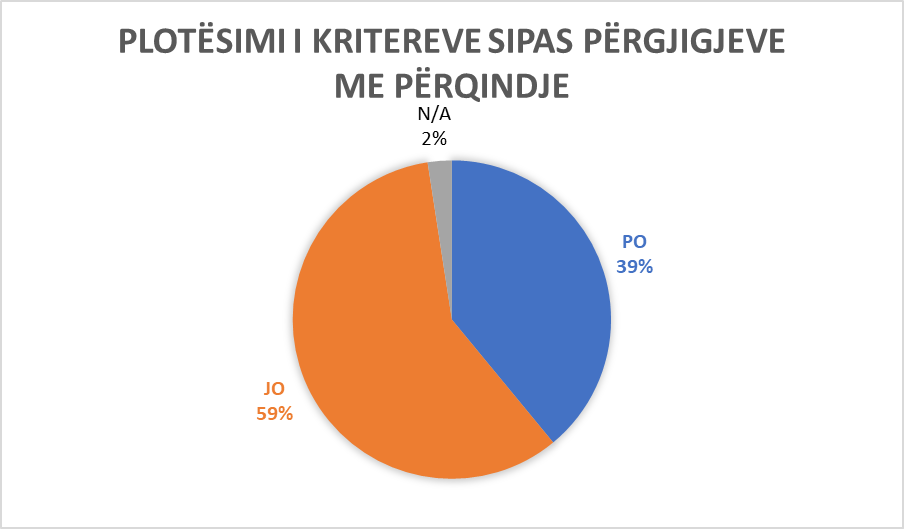 PLOTËSIMI I KRITEREVE SIPAS PËRGJIGJEVE
ME PËRQINDJE
N/A
2%
PO
39%
JO
59%